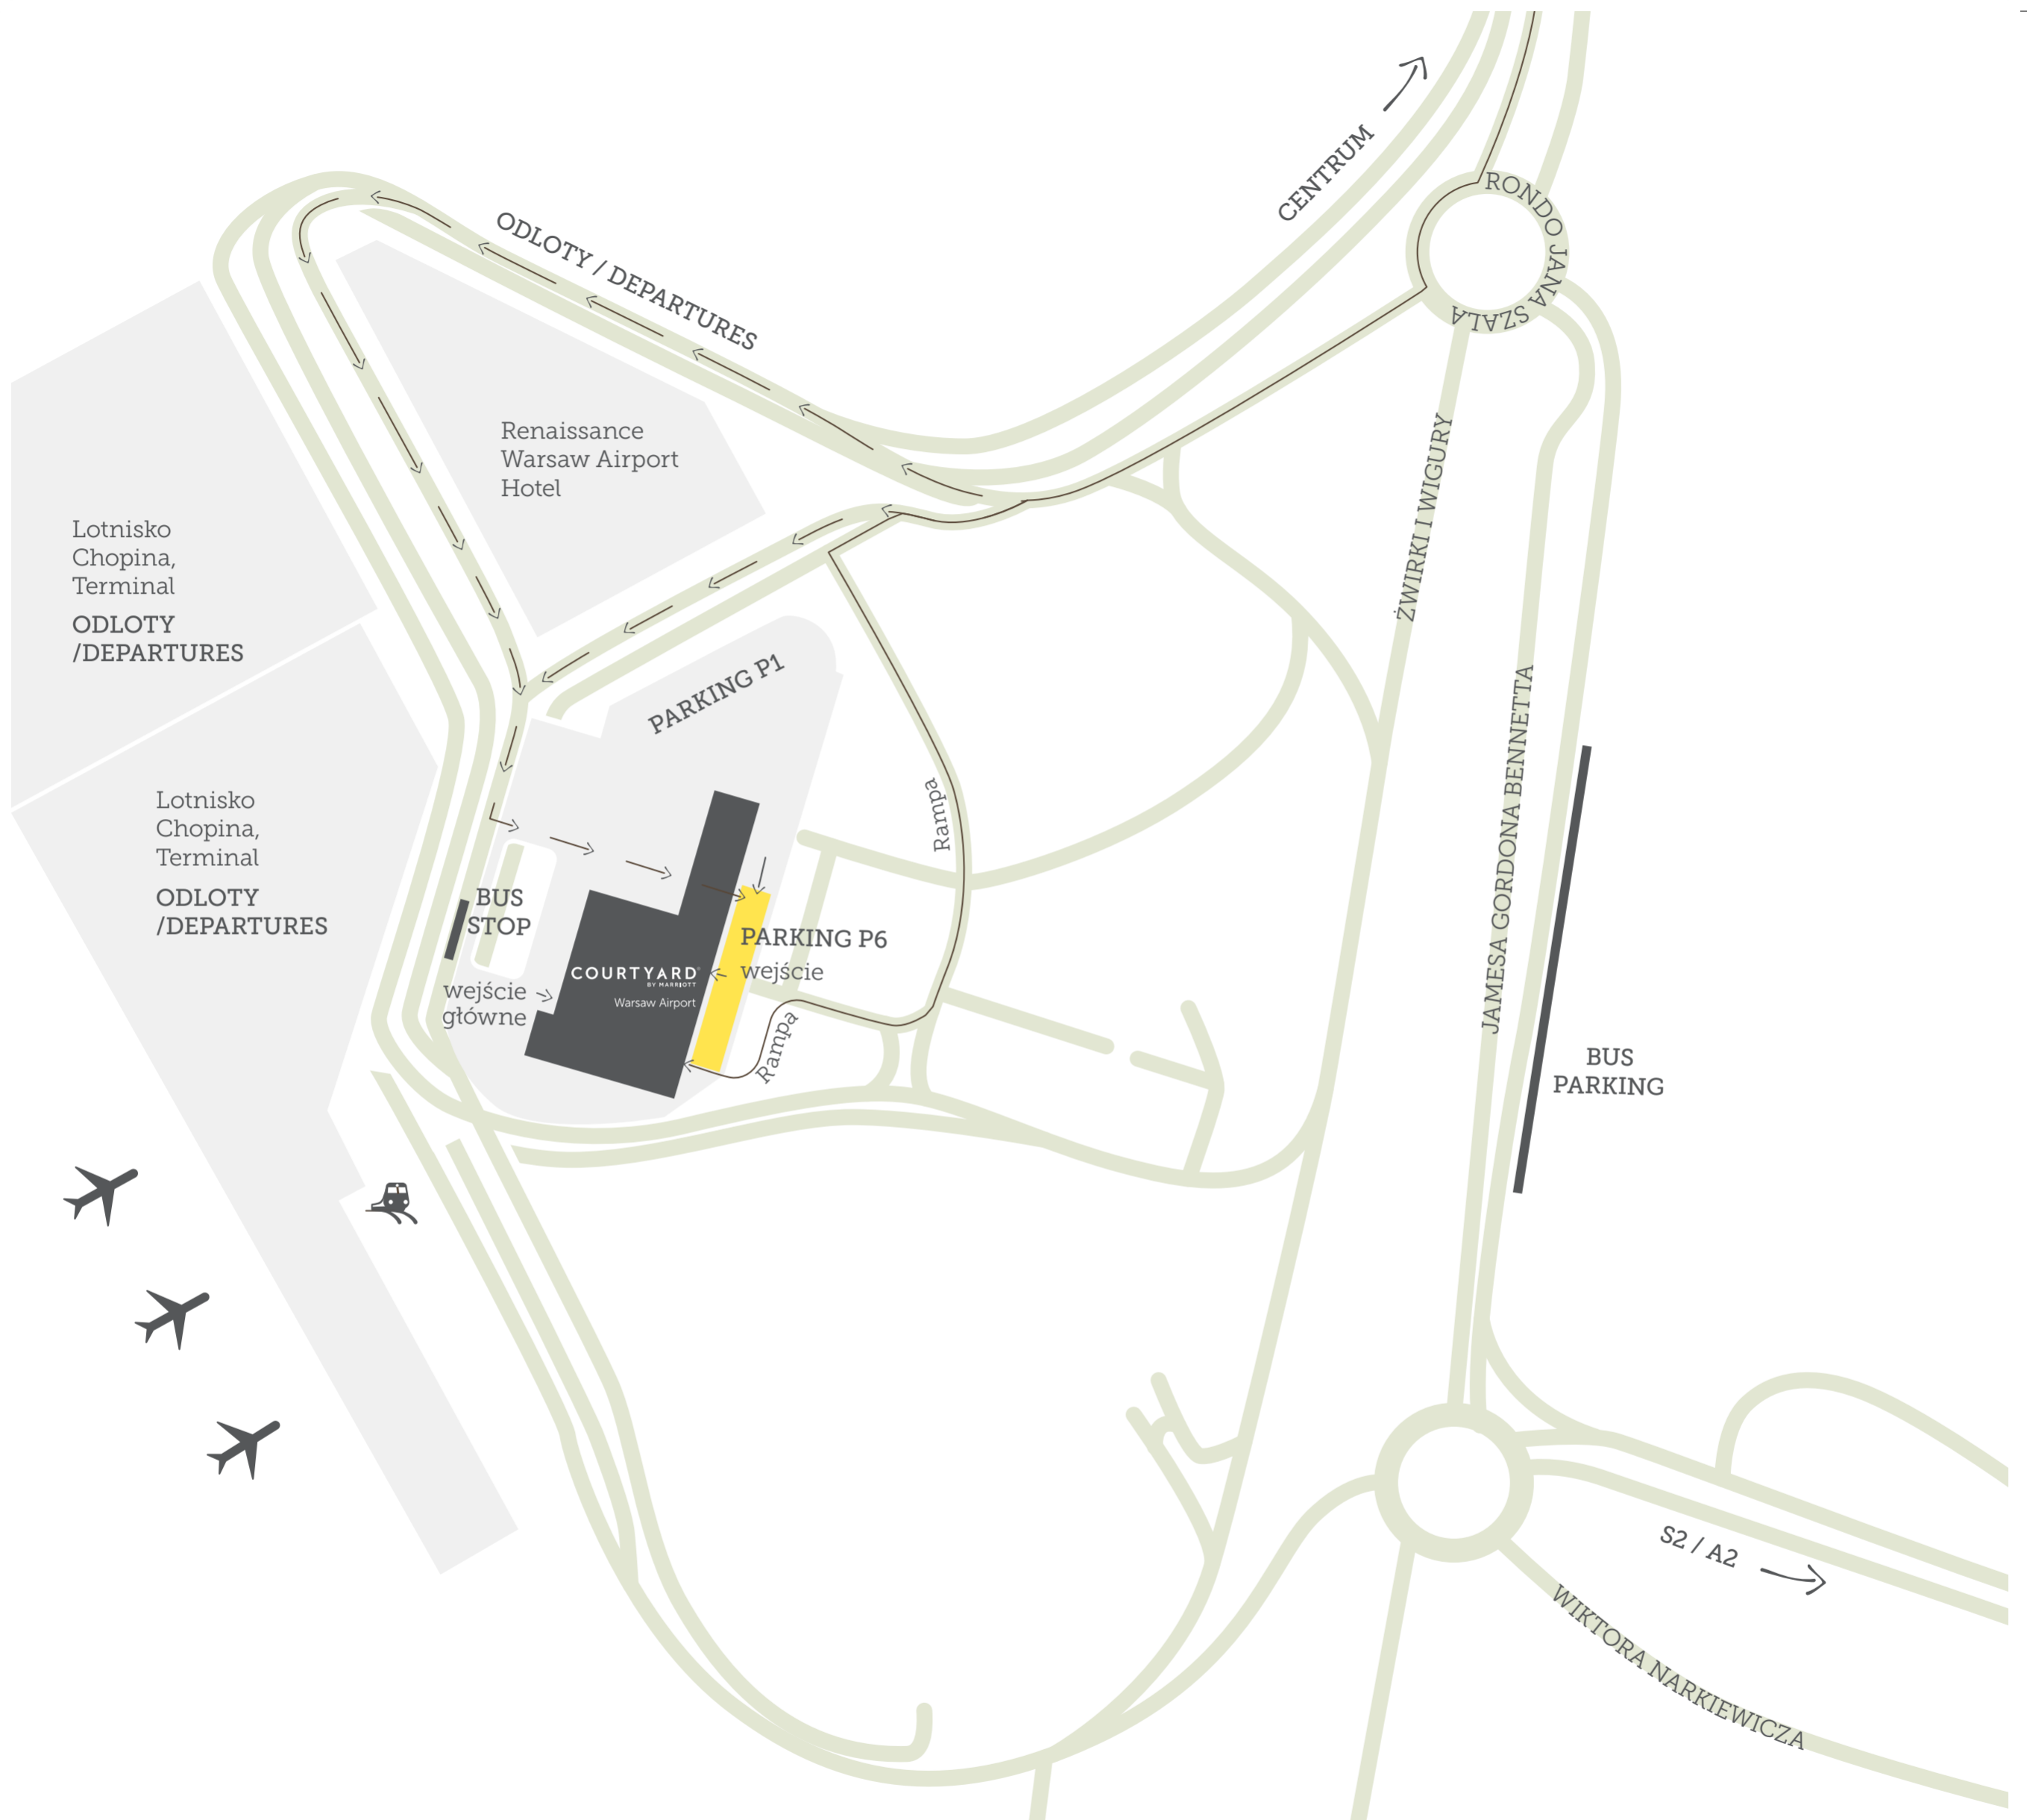 CENTRUM
RONDO JANA SZALA
ODLOTY / DEPARTURES
Renaissance
Warsaw Airport
Hotel
Lotnisko
Chopina,
Terminal
ODLOTY
/DEPARTURES
ŻWIRKI I WIGURY
PARKING P1
JAMESA GORDONA BENNETTA
Rampa
Lotnisko
Chopina,
Terminal
ODLOTY
/DEPARTURES
BUS
STOP
PARKING P6
wejście
COURTYARD
BY MARRIOTT
Warsaw Airport
wejście
główne
Rampa
BUS
PARKING
S2 / A2
WIKTORA NARKIEWICZA